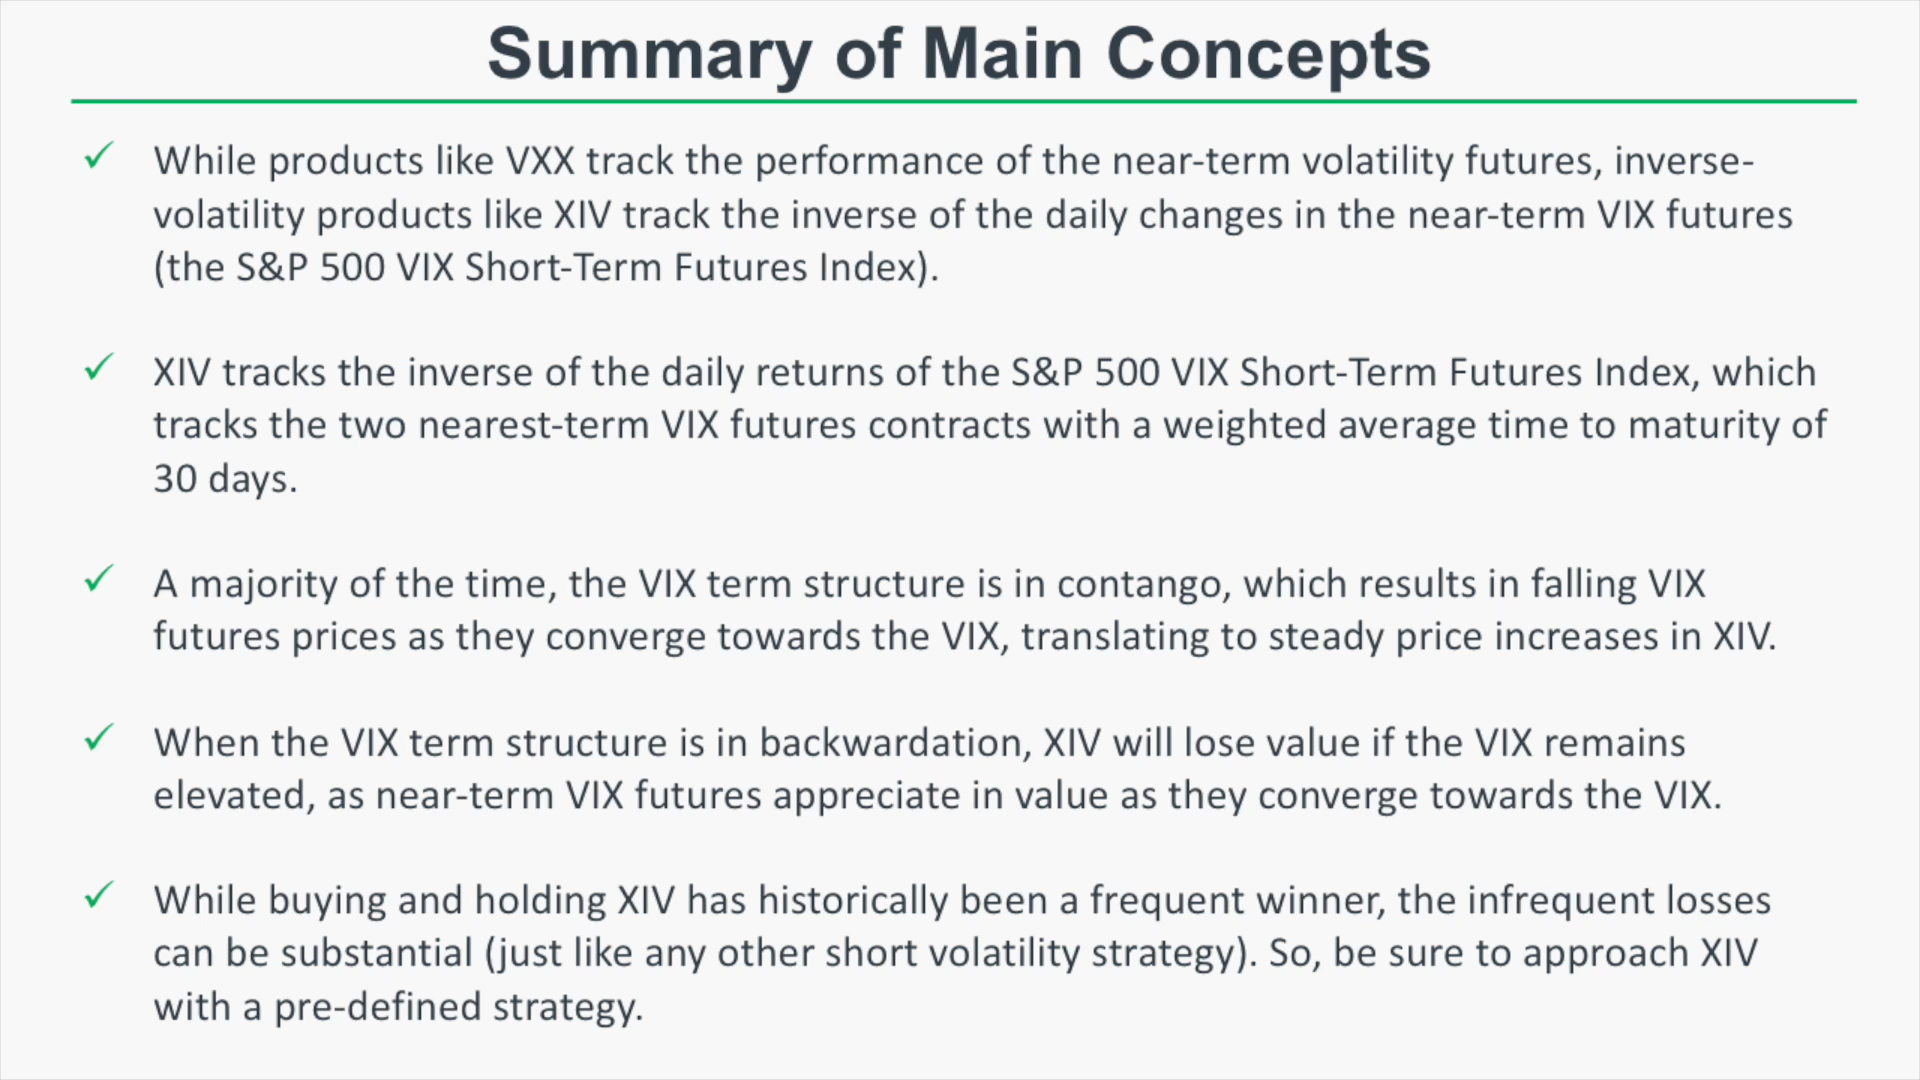 Summary of Main Concepts
✓ While products like VXX track the performance of the near-term volatility futures, inverse-
volatility products like XIV track the inverse of the daily changes in the near-term VIX futures
(the S&P 500 VIX Short-Term Futures Index).
✓ XIV tracks the inverse of the daily returns of the S&P 500 VIX Short-Term Futures Index, which
tracks the two nearest-term VIX futures contracts with a weighted average time to maturity of
30 days.
✓ A majority of the time, the VIX term structure is in contango, which results in falling VIX
futures prices as they converge towards the VIX, translating to steady price increases in XIV.
✓ When the VIX term structure is in backwardation, XIV will lose value if the VIX remains
elevated, as near-term VIX futures appreciate in value as they converge towards the VIX.
✓ While buying and holding XIV has historically been a frequent winner, the infrequent losses
can be substantial (just like any other short volatility strategy). So, be sure to approach XIV
with a pre-defined strategy.